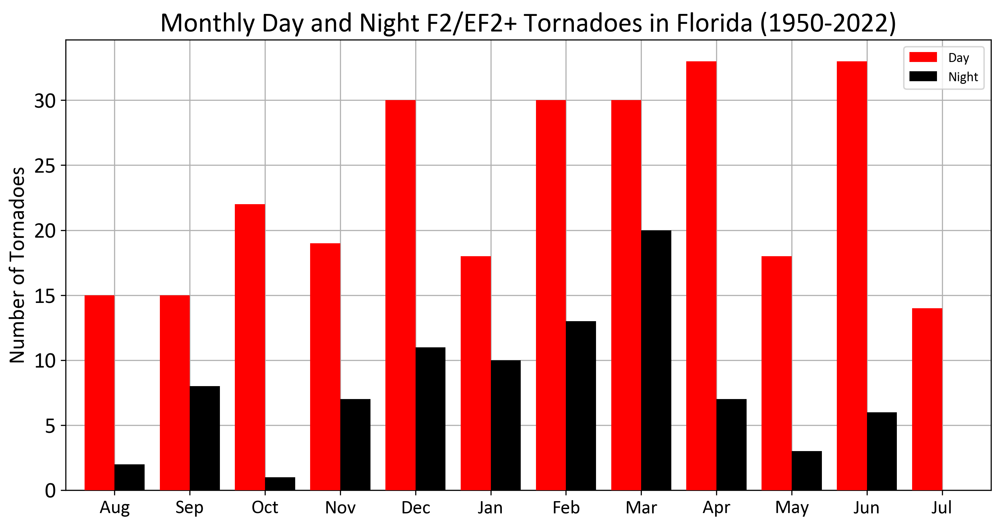 Monthly Day and Night F2/EF2+ Tornadoes in Florida (1950-2022)
Day
Night
Number of Tornadoes
30
25
20
15
10
5
0
Aug Sep Oct Nov Dec Jan Feb Mar Apr May Jun Jul